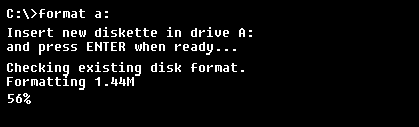 C:\>format a:
Insert new diskette in drive A:
and press ENTER when ready...
Checking existing disk format.
Formatting 1.44M
56%